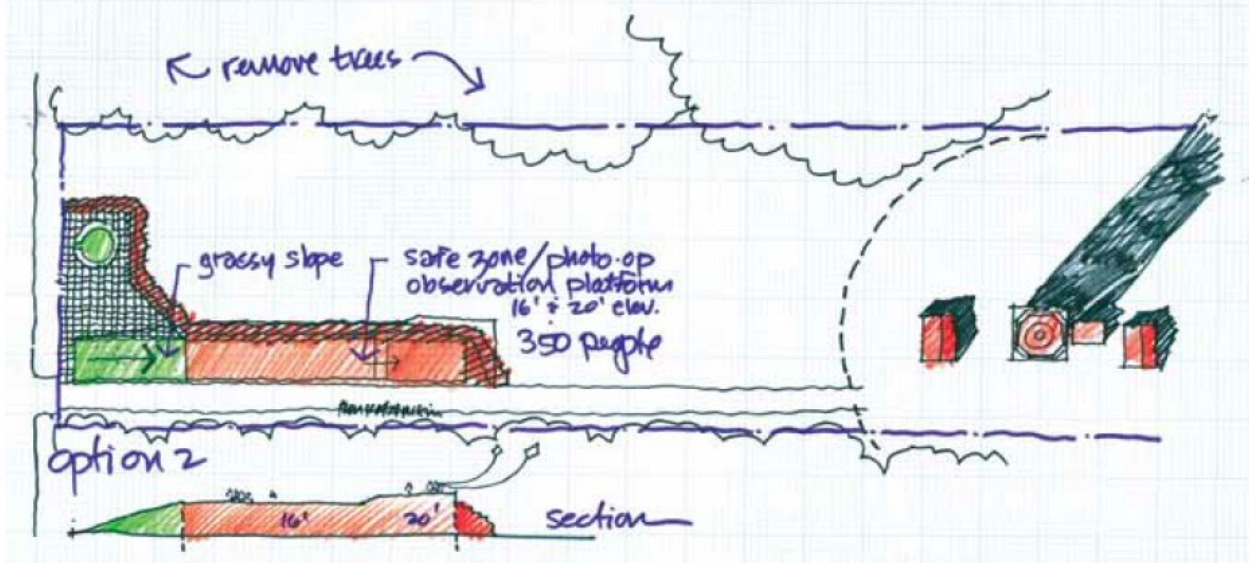 remove trees
grassy slope
safe zone/photo-op
observation platform
16' & 20' elev.
350 people
option 2
16'
20'
section